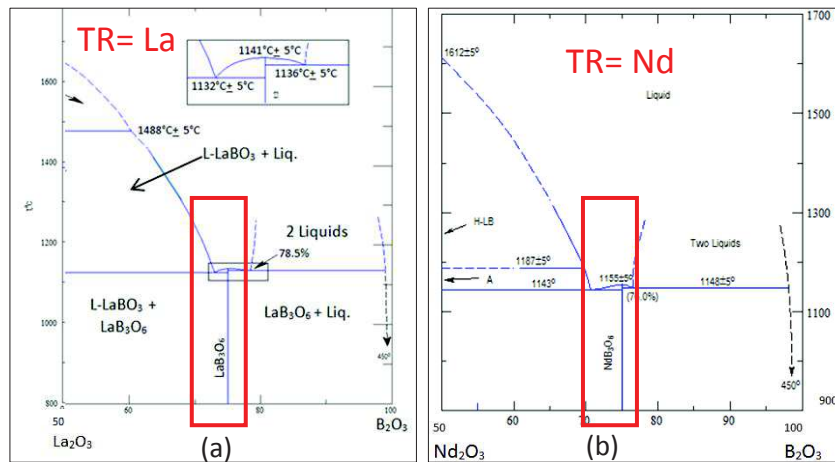 TR= La
1141°C± 5°C
1132°C± 5°C
1136°C± 5°C
1488°C± 5°C
L-LaBO3 + Liq.
2 Liquids
78.5%
L-LaBO3 +
LaB3O6
LaB3O6
LaB3O6 + Liq.
450°
t°C
1600
1400
1200
1000
800
50
60
80
100
La2O3
(a)
B2O3
TR= Nd
1612±5°
Liquid
H-LB
1187±5°
A
1143°
1155±5°
Two Liquids
1148±5°
NdB3O6
450°
1700
1500
1300
1100
900
50
60
70
80
90
100
Nd2O3
(b)
B2O3